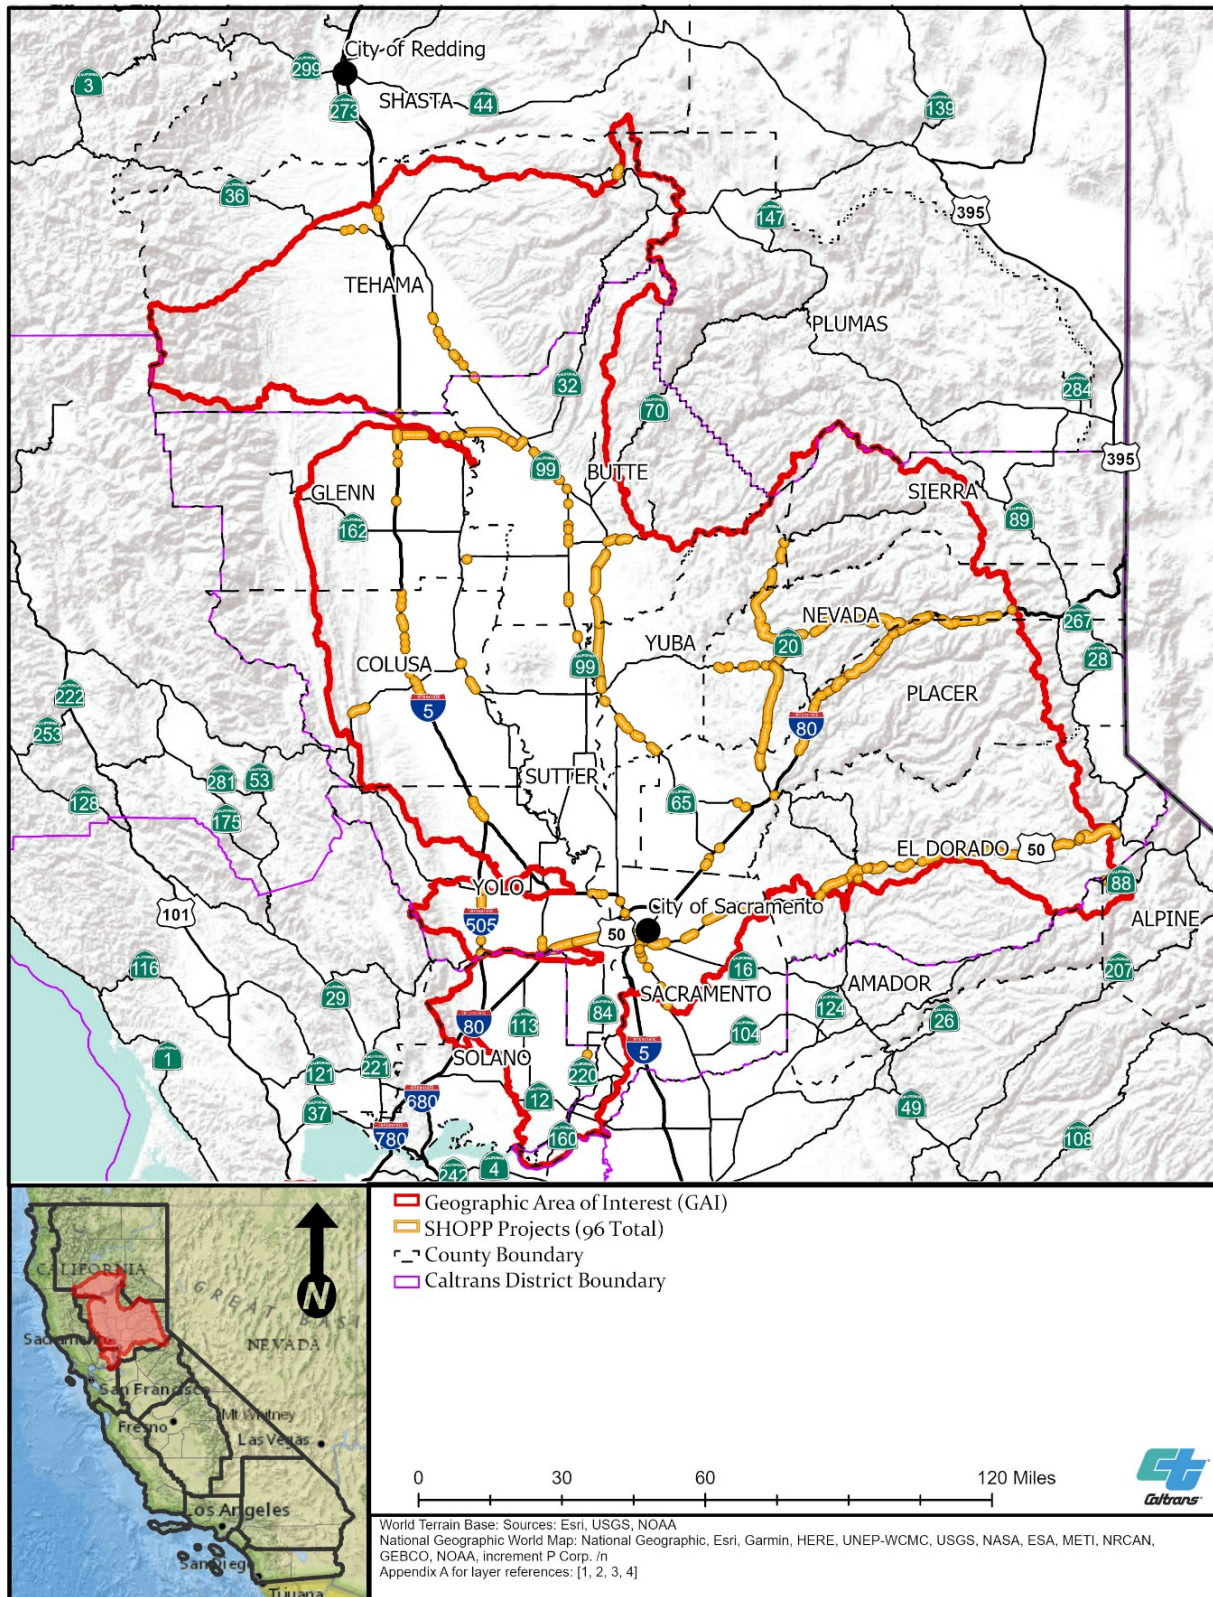 City of Redding
299
3
SHASTA
44
273
139
36
395
147
TEHAMA
PLUMAS
32
284
70
395
99
BUTTE
GLENN
SIERRA
89
162
NEVADA
267
20
YUBA
28
COLUSA
99
222
PLACER
5
253
80
SUTTER
53
281
65
128
175
EL DORADO
50
88
YOLO
City of Sacramento
101
505
50
ALPINE
116
16
207
SACRAMENTO
AMADOR
29
84
124
26
80
113
104
5
1
SOLANO
121
221
220
680
12
49
37
160
780
108
4
242
CALIFORNIA
GREAT BASI
N
Sacramento
NEVADA
San Francisco
Mt Whitney
Fresno
Las Vegas
Los Angeles
San Diego
Tijuana
Geographic Area of Interest (GAI)
SHOPP Projects (96 Total)
County Boundary
Caltrans District Boundary
0 30 60 120 Miles
Caltrans
World Terrain Base: Sources: Esri, USGS, NOAA
National Geographic World Map: National Geographic, Esri, Garmin, HERE, UNEP-WCMC, USGS, NASA, ESA, METI, NRCAN,
GEBCO, NOAA, increment P Corp. /n
Appendix A for layer references: [1, 2, 3, 4]